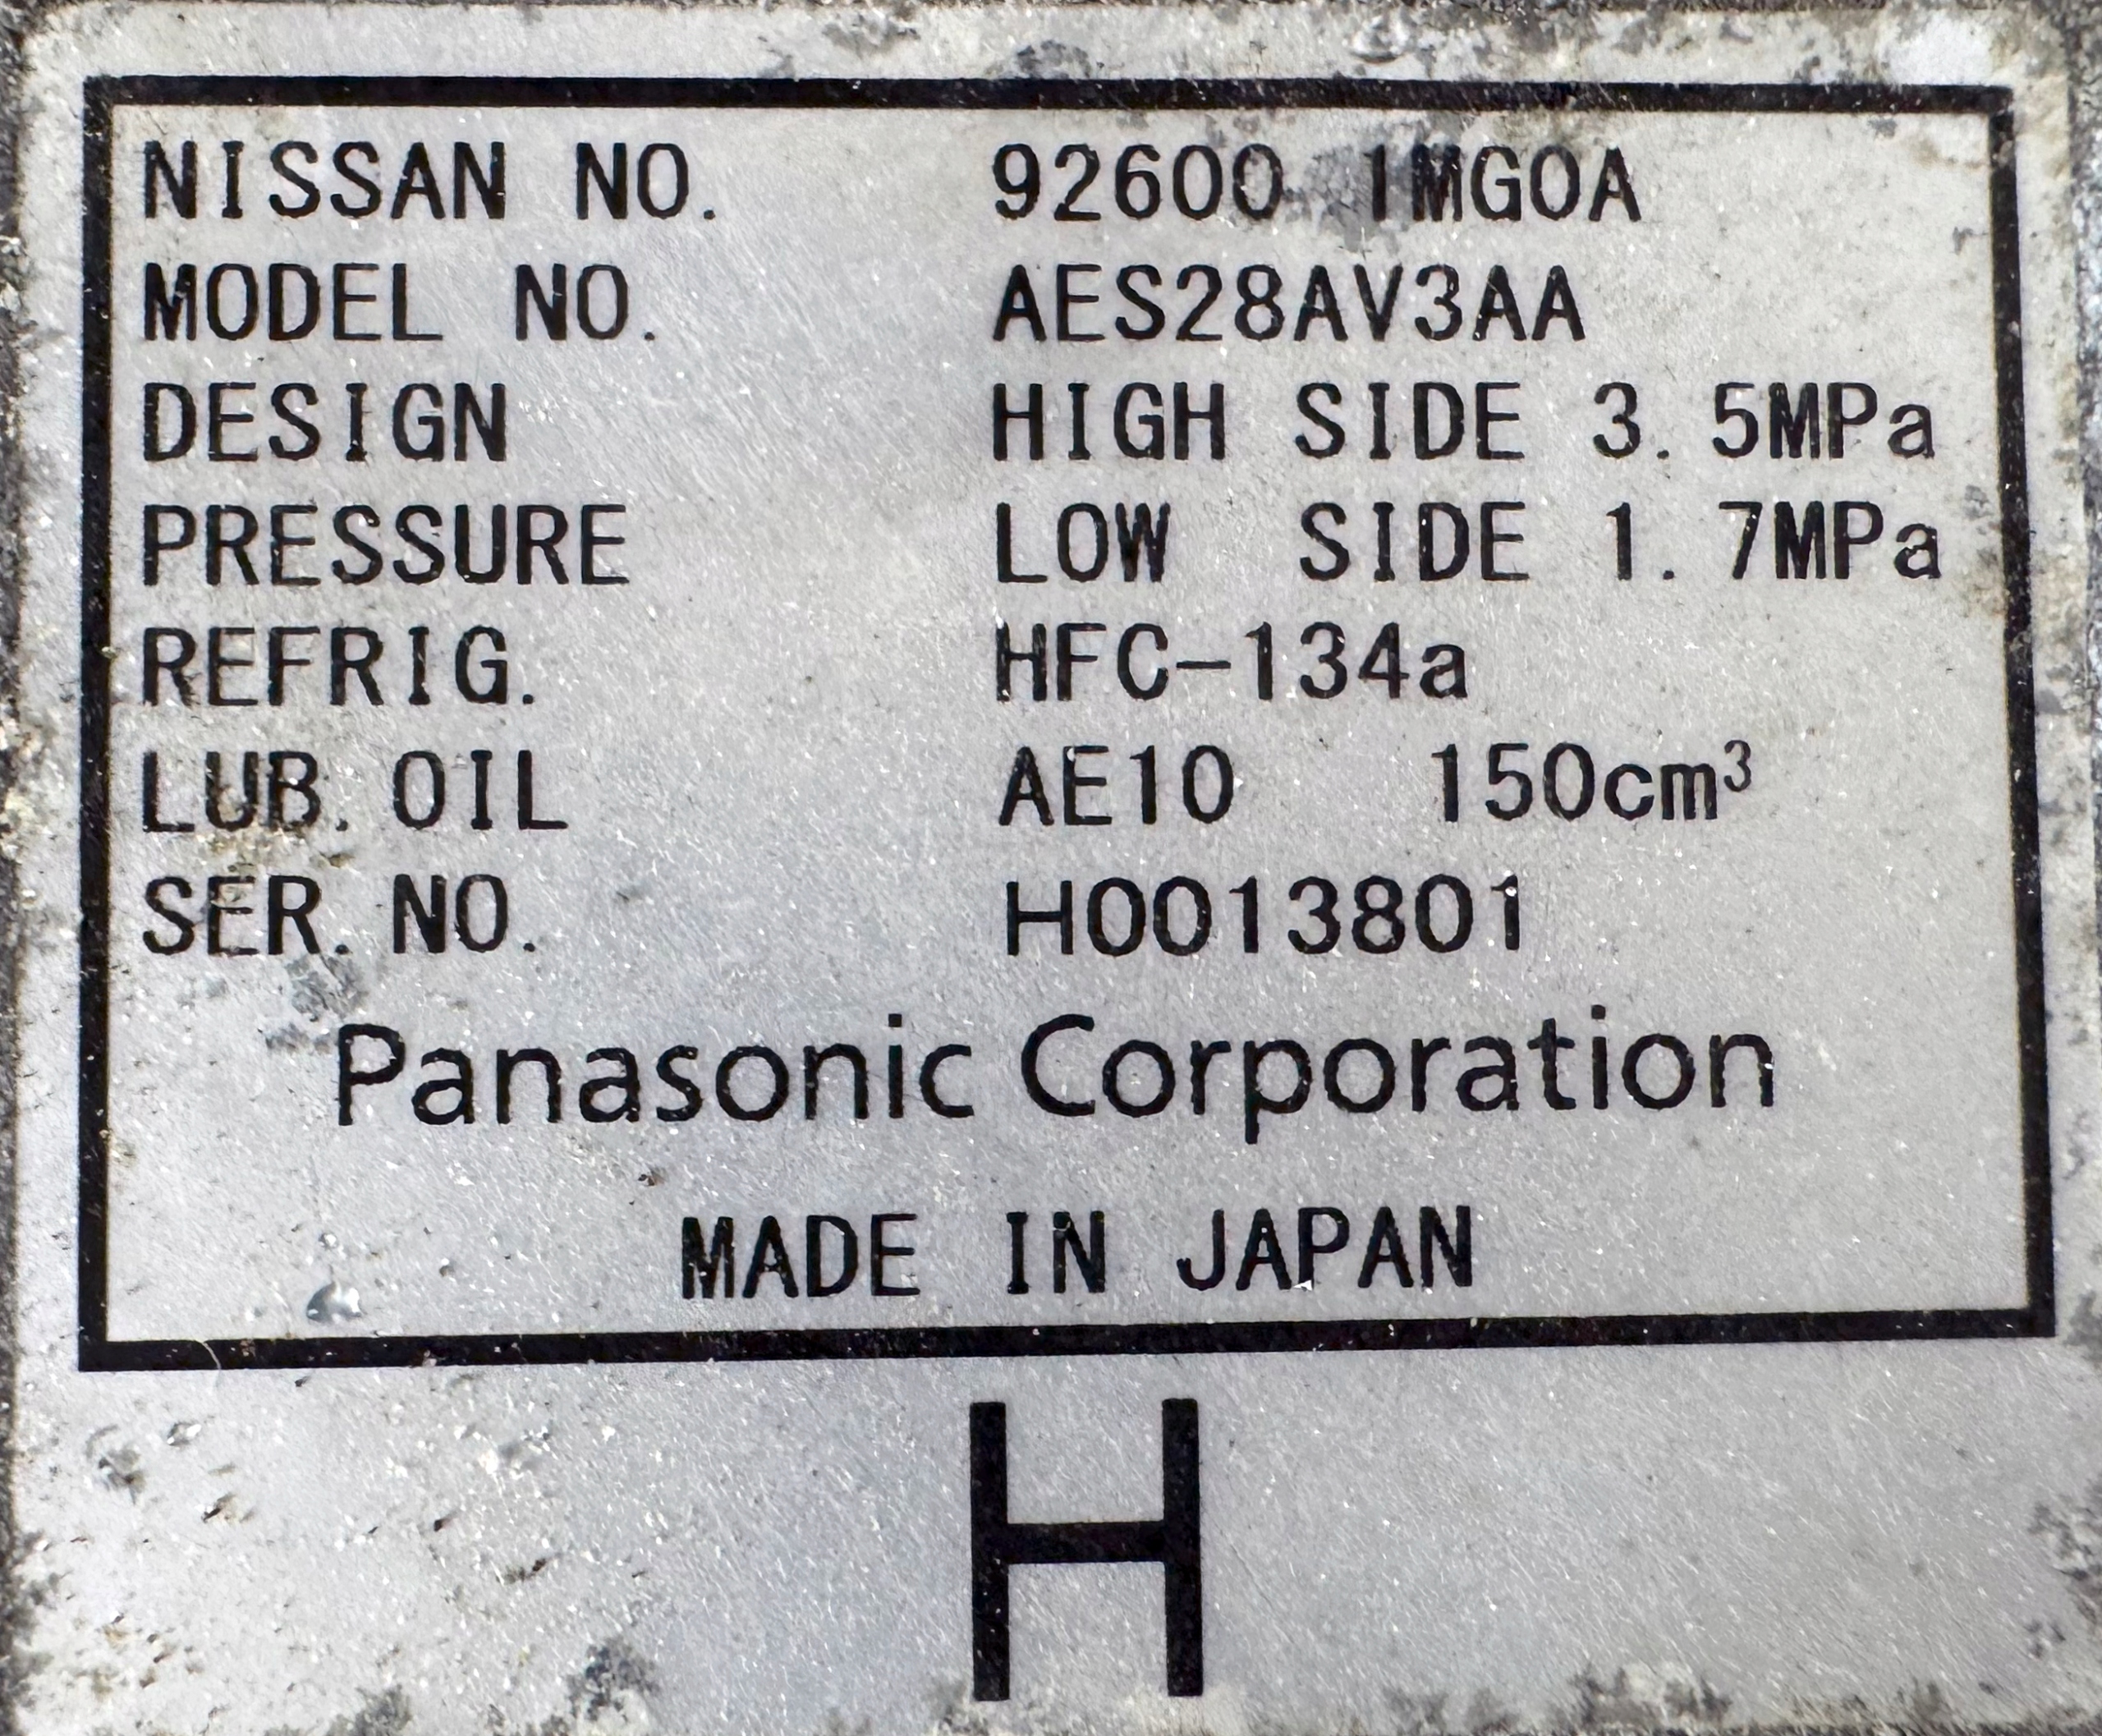 NISSAN NO. 92600 1MG0A
MODEL NO. AES28AV3AA
DESIGN HIGH SIDE 3.5MPa
PRESSURE LOW SIDE 1.7MPa
REFRIG. HFC-134a
LUB. OIL AE10 150cm³
SER. NO. H0013801
Panasonic Corporation
MADE IN JAPAN
H